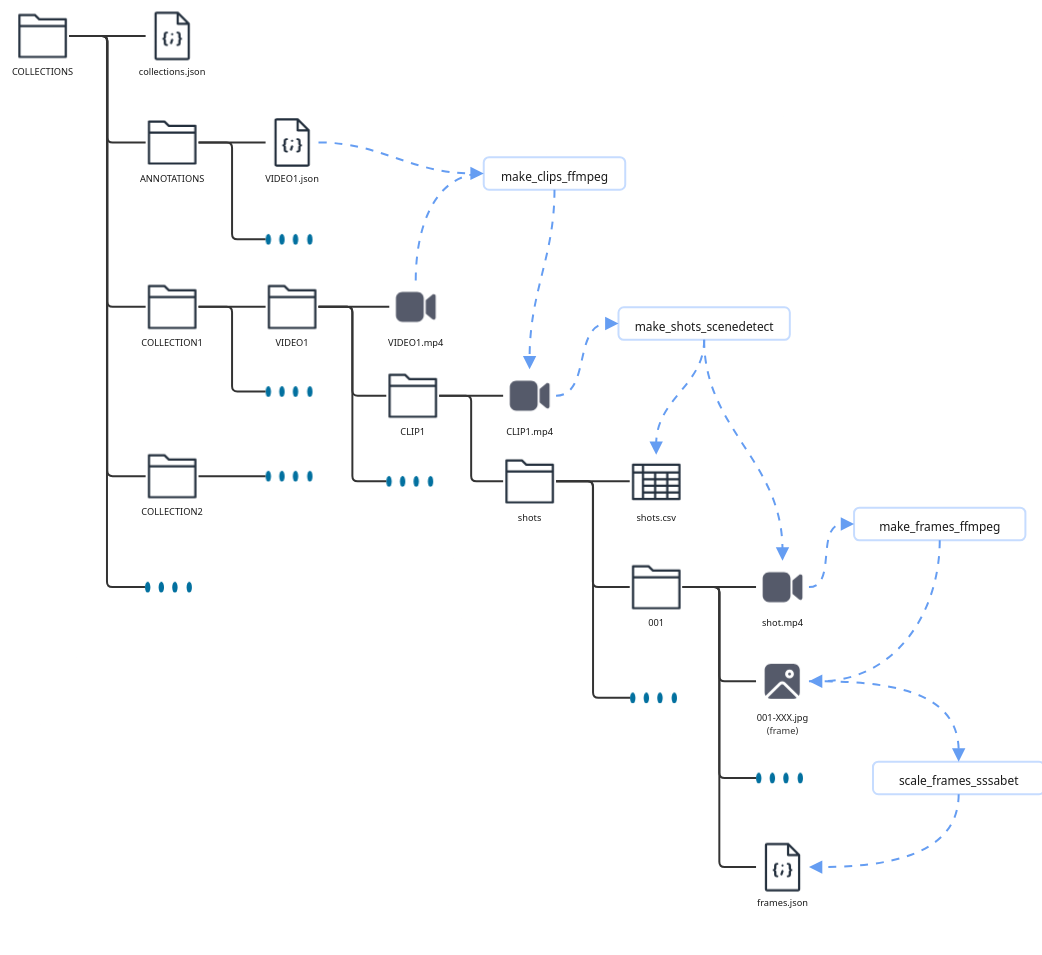 COLLECTIONS
collections.json
ANNOTATIONS
VIDEO1.json
make_clips_ffmpeg
COLLECTION1
VIDEO1
VIDEO1.mp4
make_shots_scenedetect
CLIP1
CLIP1.mp4
COLLECTION2
shots
shots.csv
make_frames_ffmpeg
001
shot.mp4
001-XXX.jpg
(frame)
scale_frames_sssabet
frames.json